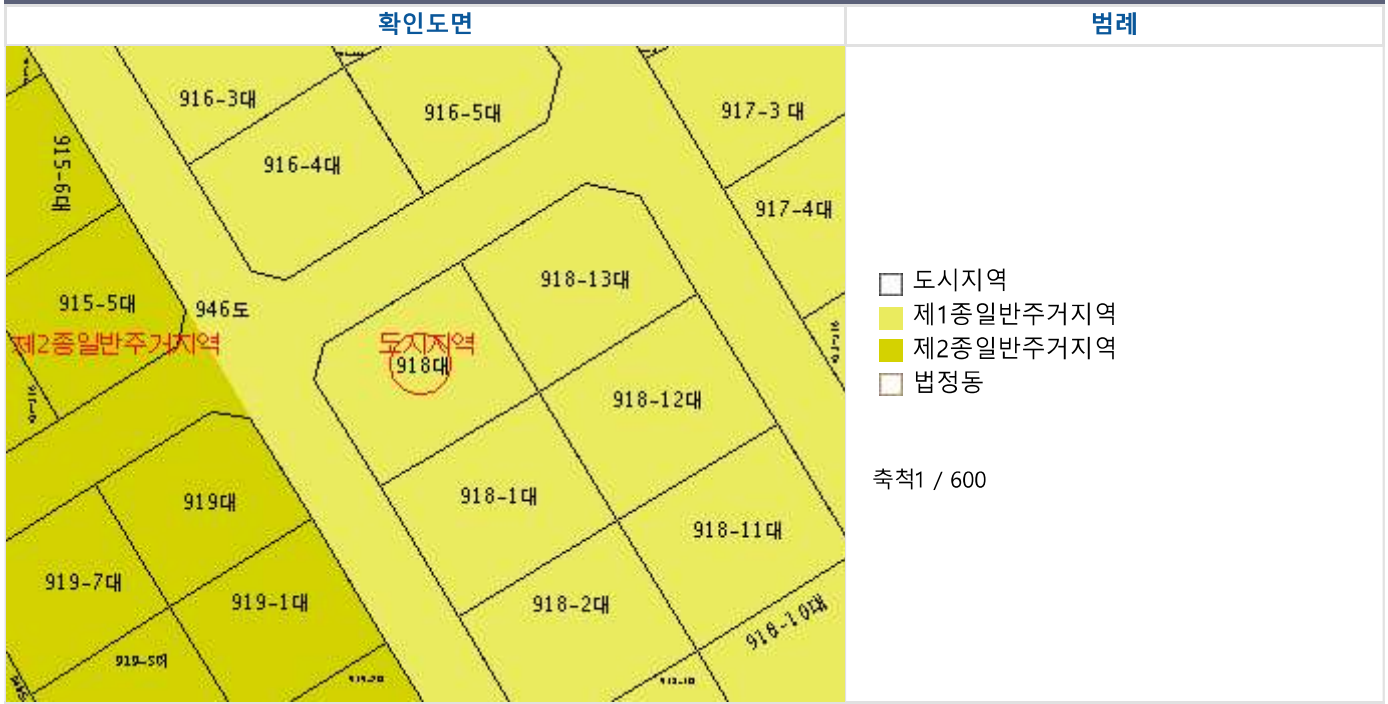 확인도면
범례
916-3대
916-5대
917-3 대
915-6대
916-4대
917-4대
918-13대
915-5대
946도
제2종일반주거지역
도시지역
918대
918-12대
918-1대
919대
918-11대
919-7대
919-1대
918-2대
918-10대
919-20
도시지역
제1종일반주거지역
제2종일반주거지역
법정동
축척1 / 600